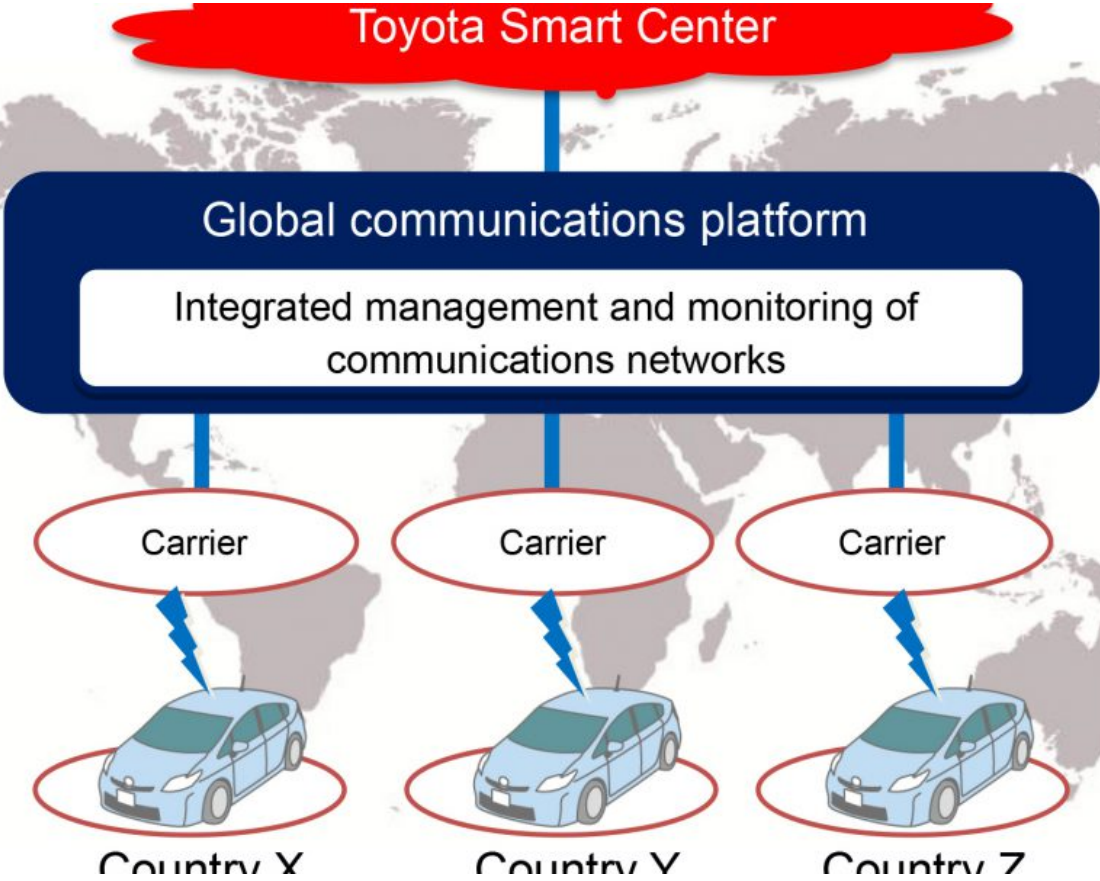 Toyota Smart Center
Global communications platform
Integrated management and monitoring of
communications networks
Carrier
Carrier
Carrier
Country X
Country Y
Country Z